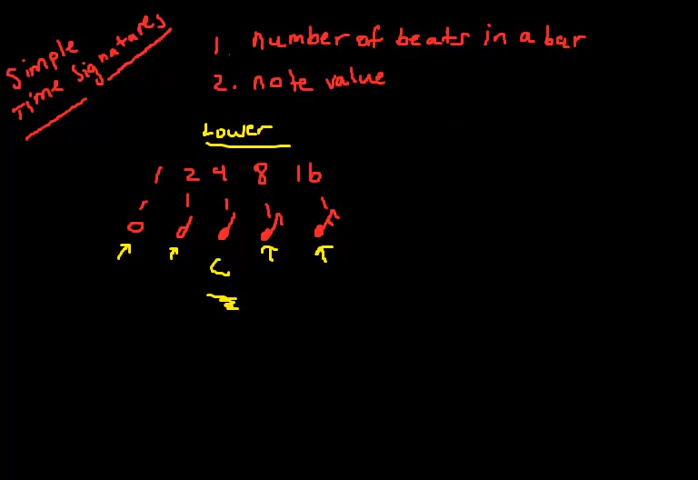 Simple
Time Signatures
1. number of beats in a bar
2. note value
Lower
1 2 4 8 16